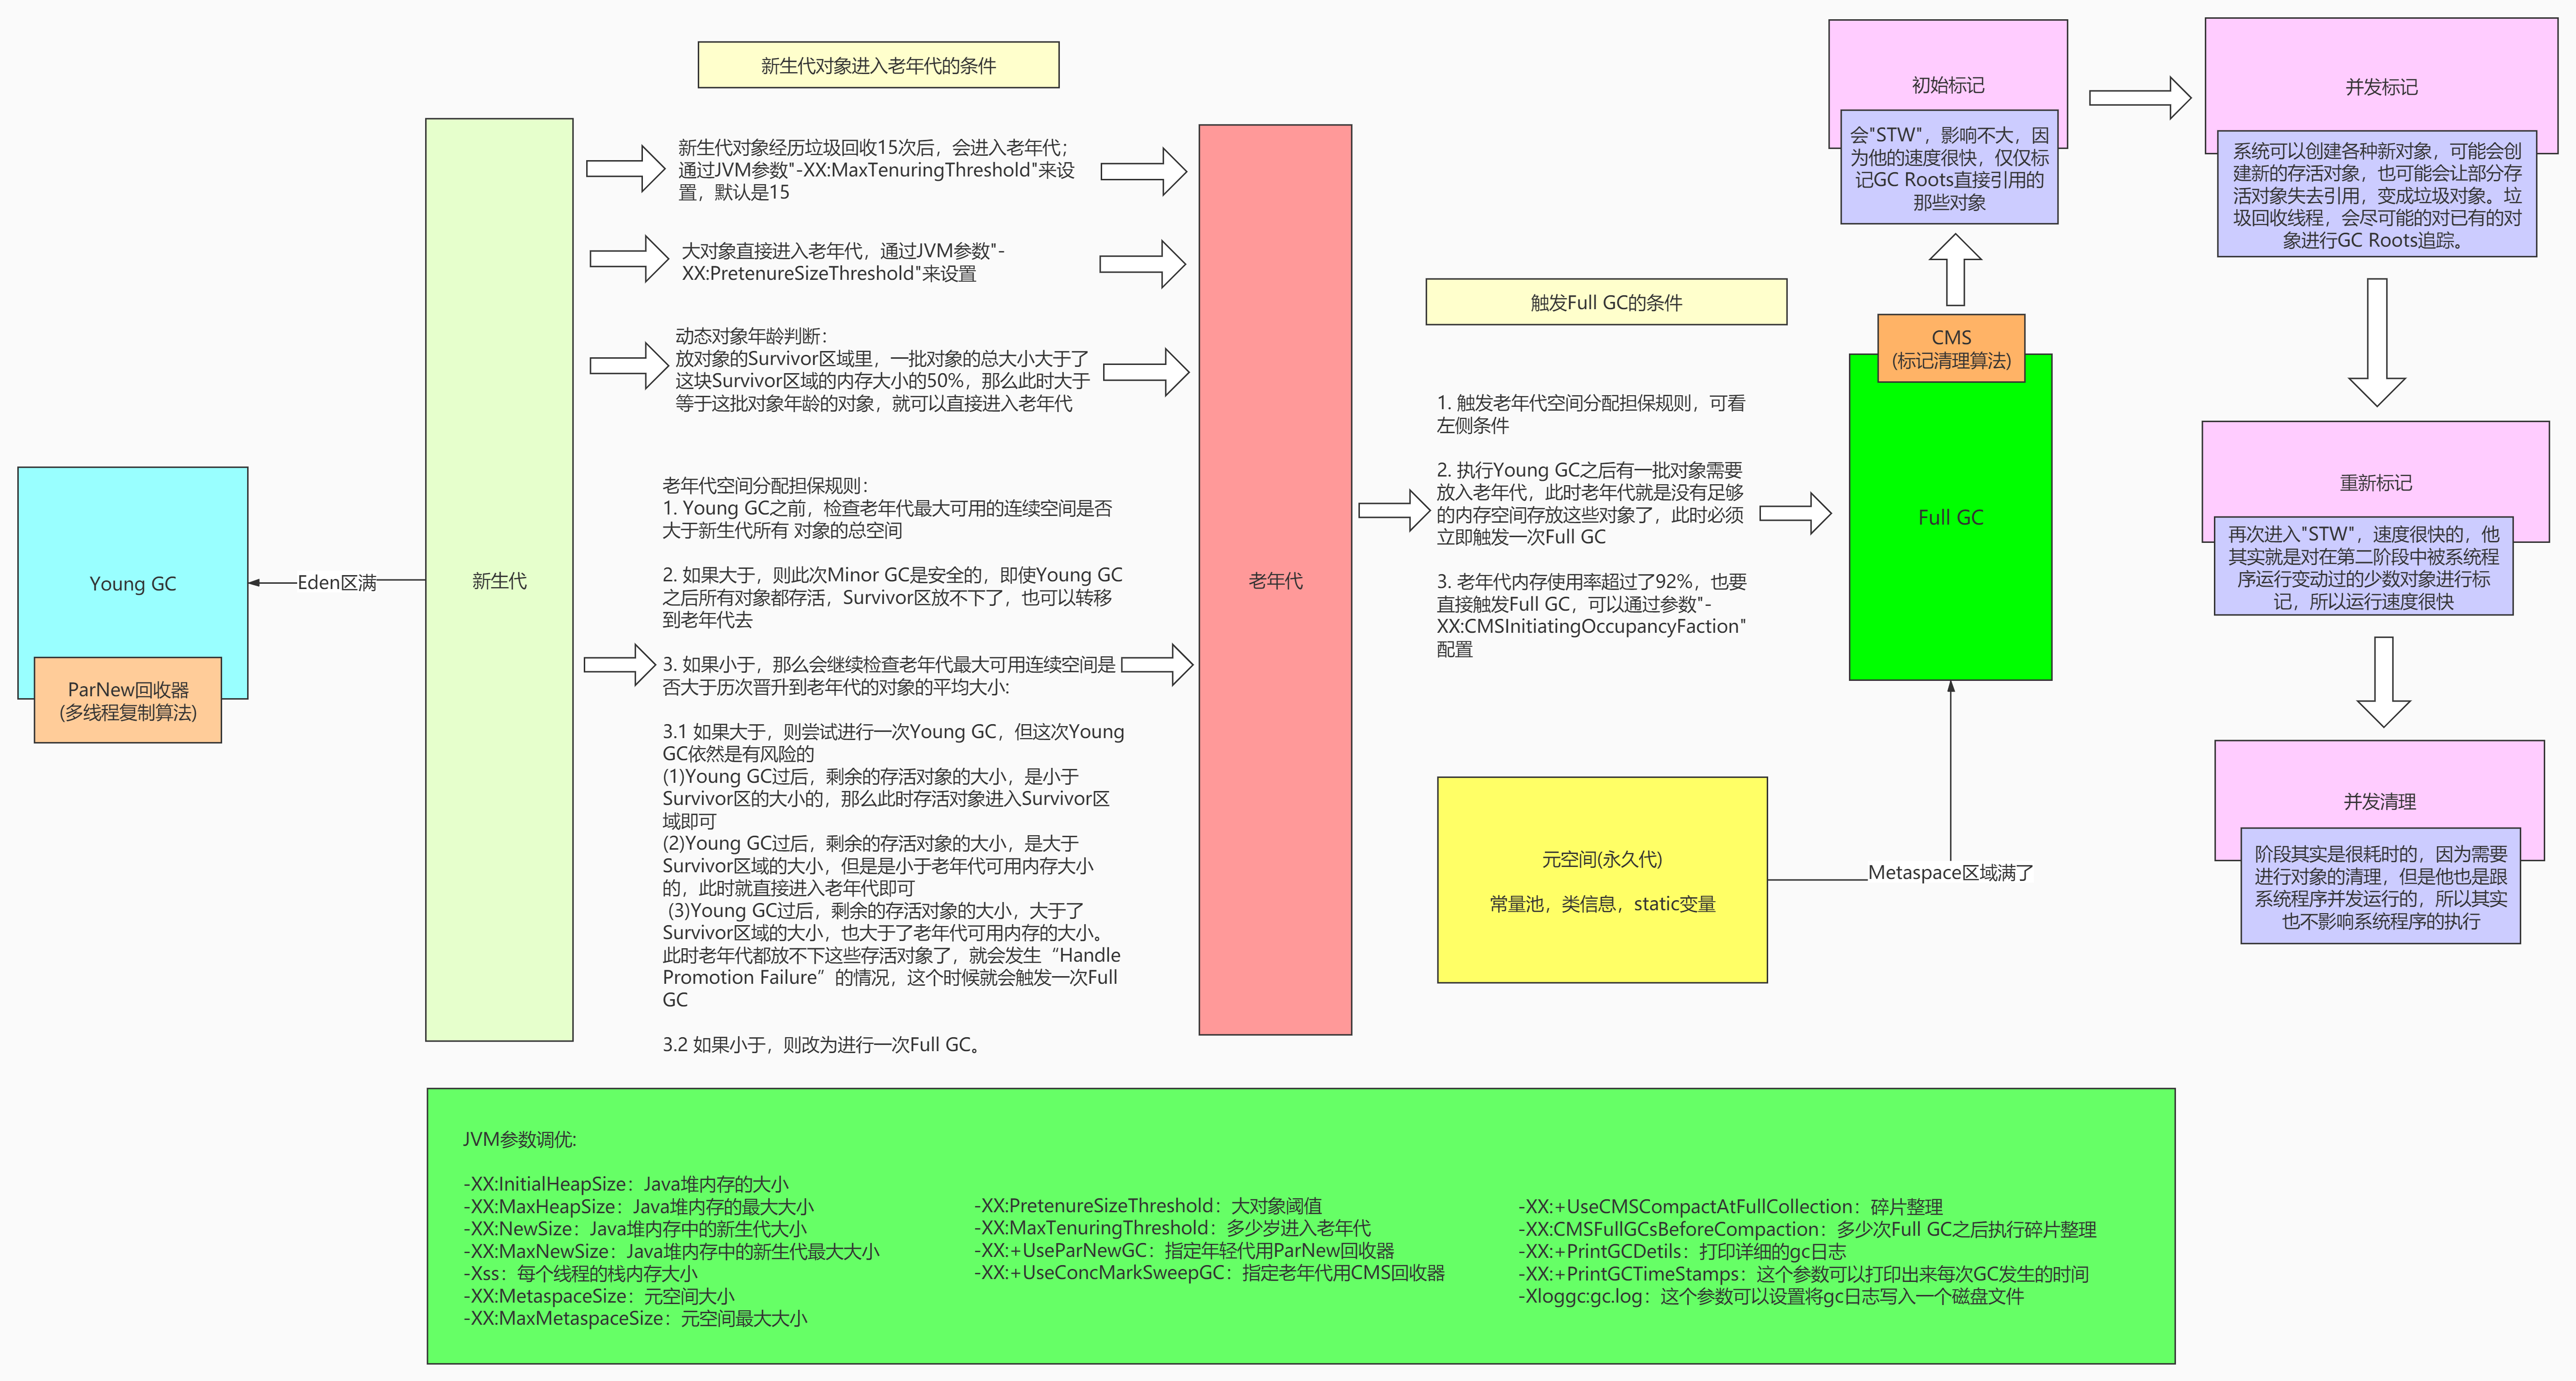 新生代对象进入老年代的条件
新生代对象经历垃圾回收15次后，会进入老年代；
通过JVM参数"-XX:MaxTenuringThreshold"来设
置，默认是15
大对象直接进入老年代，通过JVM参数"-
XX:PretenureSizeThreshold"来设置
动态对象年龄判断：
放对象的Survivor区域里，一批对象的总大小大于了
这块Survivor区域的内存大小的50%，那么此时大于
等于这批对象年龄的对象，就可以直接进入老年代
Young GC
ParNew回收器
(多线程复制算法)
Eden区满
新生代
老年代空间分配担保规则：
1. Young GC之前，检查老年代最大可用的连续空间是否
大于新生代所有 对象的总空间
2. 如果大于，则此次Minor GC是安全的，即使Young GC
之后所有对象都存活，Survivor区放不下了，也可以转移
到老年代去
3. 如果小于，那么会继续检查老年代最大可用连续空间是
否大于历次晋升到老年代的对象的平均大小:
3.1 如果大于，则尝试进行一次Young GC，但这次Young
GC依然是有风险的
(1)Young GC过后，剩余的存活对象的大小，是小于
Survivor区的大小的，那么此时存活对象进入Survivor区
域即可
(2)Young GC过后，剩余的存活对象的大小，是大于
Survivor区域的大小，但是是小于老年代可用内存大小
的，此时就直接进入老年代即可
(3)Young GC过后，剩余的存活对象的大小，大于了
Survivor区域的大小，也大于了老年代可用内存的大小。
此时老年代都放不下这些存活对象了，就会发生“Handle
Promotion Failure”的情况，这个时候就会触发一次Full
GC
3.2 如果小于，则改为进行一次Full GC。
老年代
触发Full GC的条件
1. 触发老年代空间分配担保规则，可看
左侧条件
2. 执行Young GC之后有一批对象需要
放入老年代，此时老年代就是没有足够
的内存空间存放这些对象了，此时必须
立即触发一次Full GC
3. 老年代内存使用率超过了92%，也要
直接触发Full GC，可以通过参数"-
XX:CMSInitiatingOccupancyFaction"
配置
元空间(永久代)
常量池，类信息，static变量
Metaspace区域满了
CMS
(标记清理算法)
Full GC
初始标记
会"STW"，影响不大，因
为他的速度很快，仅仅标
记GC Roots直接引用的
那些对象
并发标记
系统可以创建各种新对象，可能会创
建新的存活对象，也可能会让部分存
活对象失去引用，变成垃圾对象。垃
圾回收线程，会尽可能的对已有的对
象进行GC Roots追踪。
重新标记
再次进入"STW"，速度很快的，他
其实就是对在第二阶段中被系统程
序运行变动过的少数对象进行标
记，所以运行速度很快
并发清理
阶段其实是很耗时的，因为需要
进行对象的清理，但是他也是跟
系统程序并发运行的，所以其实
也不影响系统程序的执行
JVM参数调优:
-XX:InitialHeapSize：Java堆内存的大小
-XX:MaxHeapSize：Java堆内存的最大大小
-XX:NewSize：Java堆内存中的新生代大小
-XX:MaxNewSize：Java堆内存中的新生代最大大小
-Xss：每个线程的栈内存大小
-XX:MetaspaceSize：元空间大小
-XX:MaxMetaspaceSize：元空间最大大小
-XX:PretenureSizeThreshold：大对象阈值
-XX:MaxTenuringThreshold：多少岁进入老年代
-XX:+UseParNewGC：指定年轻代用ParNew回收器
-XX:+UseConcMarkSweepGC：指定老年代用CMS回收器
-XX:+UseCMSCompactAtFullCollection：碎片整理
-XX:CMSFullGCsBeforeCompaction：多少次Full GC之后执行碎片整理
-XX:+PrintGCDetils：打印详细的gc日志
-XX:+PrintGCTimeStamps：这个参数可以打印出来每次GC发生的时间
-Xloggc:gc.log：这个参数可以设置将gc日志写入一个磁盘文件